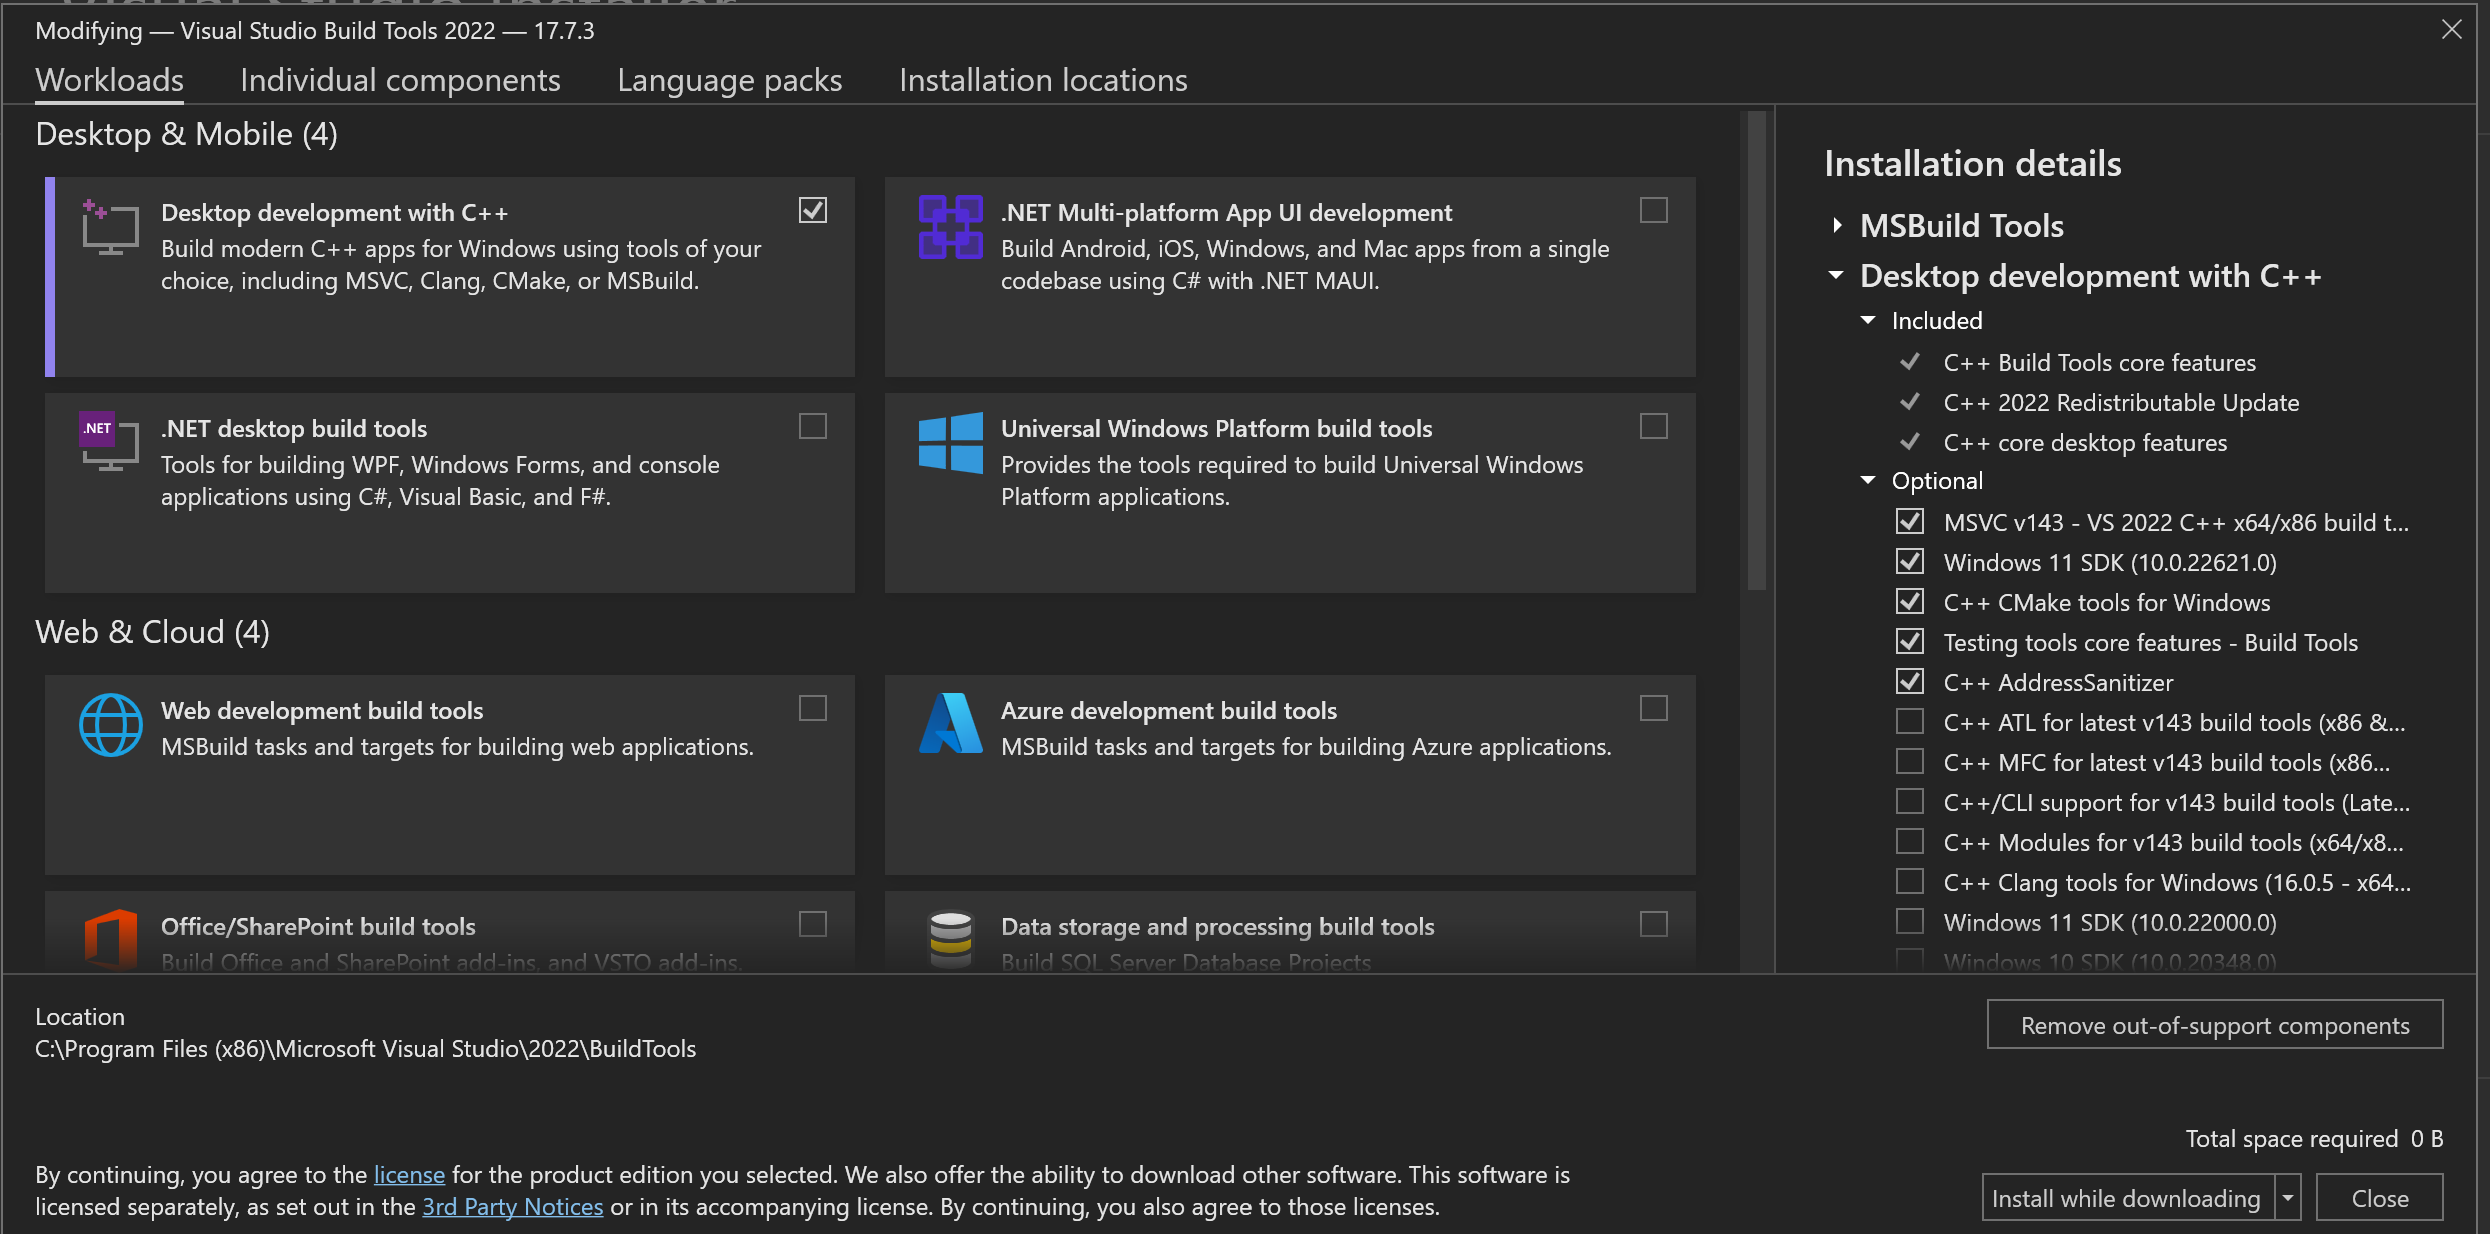 Visual Studio Installer
Modifying — Visual Studio Build Tools 2022 — 17.7.3
Workloads
Individual components
Language packs
Installation locations
Desktop & Mobile (4)
Desktop development with C++
Build modern C++ apps for Windows using tools of your
choice, including MSVC, Clang, CMake, or MSBuild.
.NET Multi-platform App UI development
Build Android, iOS, Windows, and Mac apps from a single
codebase using C# with .NET MAUI.
.NET
.NET desktop build tools
Tools for building WPF, Windows Forms, and console
applications using C#, Visual Basic, and F#.
Universal Windows Platform build tools
Provides the tools required to build Universal Windows
Platform applications.
Web & Cloud (4)
Web development build tools
MSBuild tasks and targets for building web applications.
Azure development build tools
MSBuild tasks and targets for building Azure applications.
Office/SharePoint build tools
Build Office and SharePoint add-ins, and VSTO add-ins.
Data storage and processing build tools
Build SQL Server Database Projects
Installation details
MSBuild Tools
Desktop development with C++
Included
C++ Build Tools core features
C++ 2022 Redistributable Update
C++ core desktop features
Optional
MSVC v143 - VS 2022 C++ x64/x86 build t...
Windows 11 SDK (10.0.22621.0)
C++ CMake tools for Windows
Testing tools core features - Build Tools
C++ AddressSanitizer
C++ ATL for latest v143 build tools (x86 &...
C++ MFC for latest v143 build tools (x86...
C++/CLI support for v143 build tools (Late...
C++ Modules for v143 build tools (x64/x8...
C++ Clang tools for Windows (16.0.5 - x64...
Windows 11 SDK (10.0.22000.0)
Windows 10 SDK (10.0.20348.0)
Location
C:\Program Files (x86)\Microsoft Visual Studio\2022\BuildTools
Remove out-of-support components
Total space required 0 B
By continuing, you agree to the license for the product edition you selected. We also offer the ability to download other software. This software is
licensed separately, as set out in the 3rd Party Notices or in its accompanying license. By continuing, you also agree to those licenses.
Install while downloading
Close